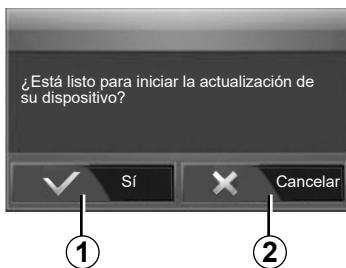 ¿Está listo para iniciar la actualización de
su dispositivo?
Sí
Cancelar
1
2